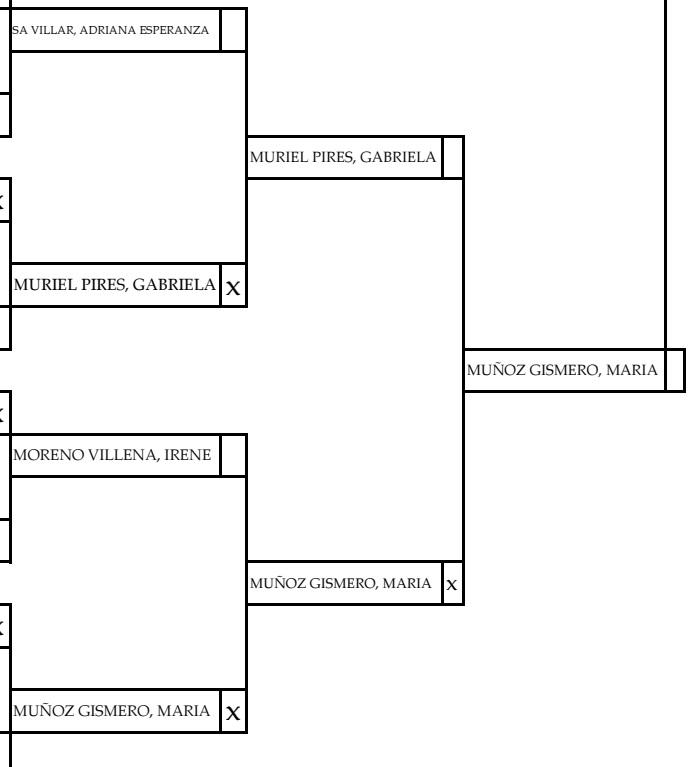 SA VILLAR, ADRIANA ESPERANZA
MURIEL PIRES, GABRIELA
MURIEL PIRES, GABRIELA X
MUÑOZ GISMERO, MARIA
MORENO VILLENA, IRENE
MUÑOZ GISMERO, MARIA x
MUÑOZ GISMERO, MARIA X